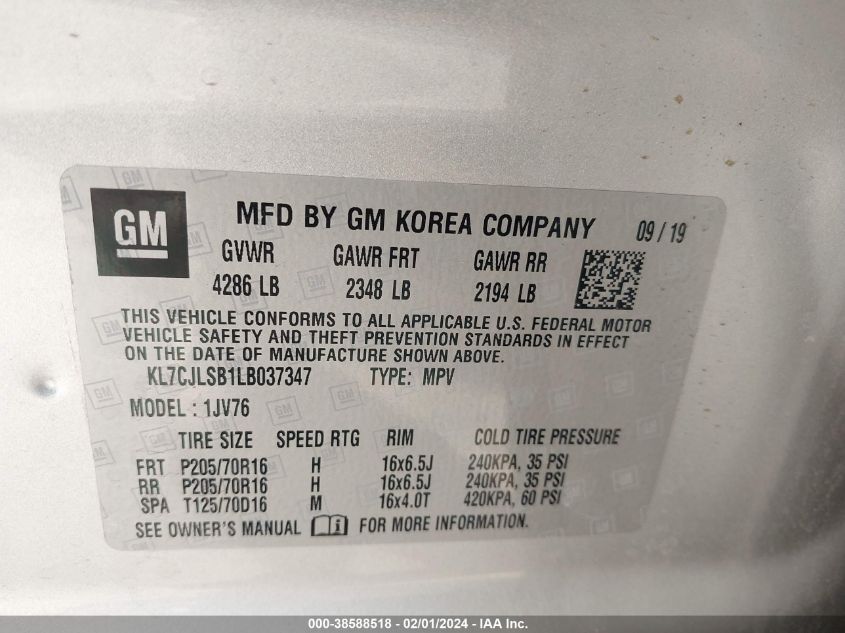 GM MFD BY GM KOREA COMPANY 09 / 19
GVWR GAWR FRT GAWR RR
4286 LB 2348 LB 2194 LB
THIS VEHICLE CONFORMS TO ALL APPLICABLE U.S. FEDERAL MOTOR
VEHICLE SAFETY AND THEFT PREVENTION STANDARDS IN EFFECT
ON THE DATE OF MANUFACTURE SHOWN ABOVE.
KL7CJLSB1LB037347 TYPE: MPV
MODEL : 1JV76
TIRE SIZE SPEED RTG RIM COLD TIRE PRESSURE
FRT P205/70R16 H 16x6.5J 240KPA, 35 PSI
RR P205/70R16 H 16x6.5J 240KPA, 35 PSI
SPA T125/70D16 M 16x4.0T 420KPA, 60 PSI
SEE OWNER'S MANUAL FOR MORE INFORMATION.
000-38588518 - 02/01/2024 - IAA Inc.